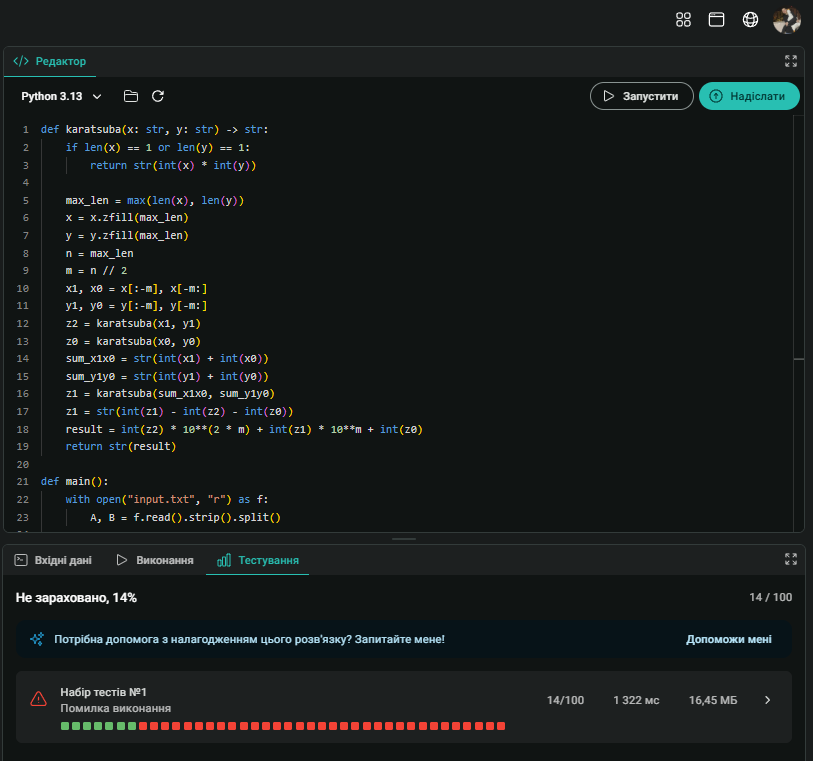 </> Редактор
Python 3.13
Запустити
Надіслати
1 def karatsuba(x: str, y: str) -> str:
2     if len(x) == 1 or len(y) == 1:
3         return str(int(x) * int(y))
4
5     max_len = max(len(x), len(y))
6     x = x.zfill(max_len)
7     y = y.zfill(max_len)
8     n = max_len
9     m = n // 2
10     x1, x0 = x[:-m], x[-m:]
11     y1, y0 = y[:-m], y[-m:]
12     z2 = karatsuba(x1, y1)
13     z0 = karatsuba(x0, y0)
14     sum_x1x0 = str(int(x1) + int(x0))
15     sum_y1y0 = str(int(y1) + int(y0))
16     z1 = karatsuba(sum_x1x0, sum_y1y0)
17     z1 = str(int(z1) - int(z2) - int(z0))
18     result = int(z2) * 10**(2 * m) + int(z1) * 10**m + int(z0)
19     return str(result)
20
21 def main():
22     with open("input.txt", "r") as f:
23         A, B = f.read().strip().split()
Вхідні дані
Виконання
Тестування
Не зараховано, 14%
14 / 100
Потрібна допомога з налагодженням цього розв'язку? Запитайте мене!
Допоможи мені
Набір тестів №1
Помилка виконання
14/100
1 322 мс
16,45 МБ